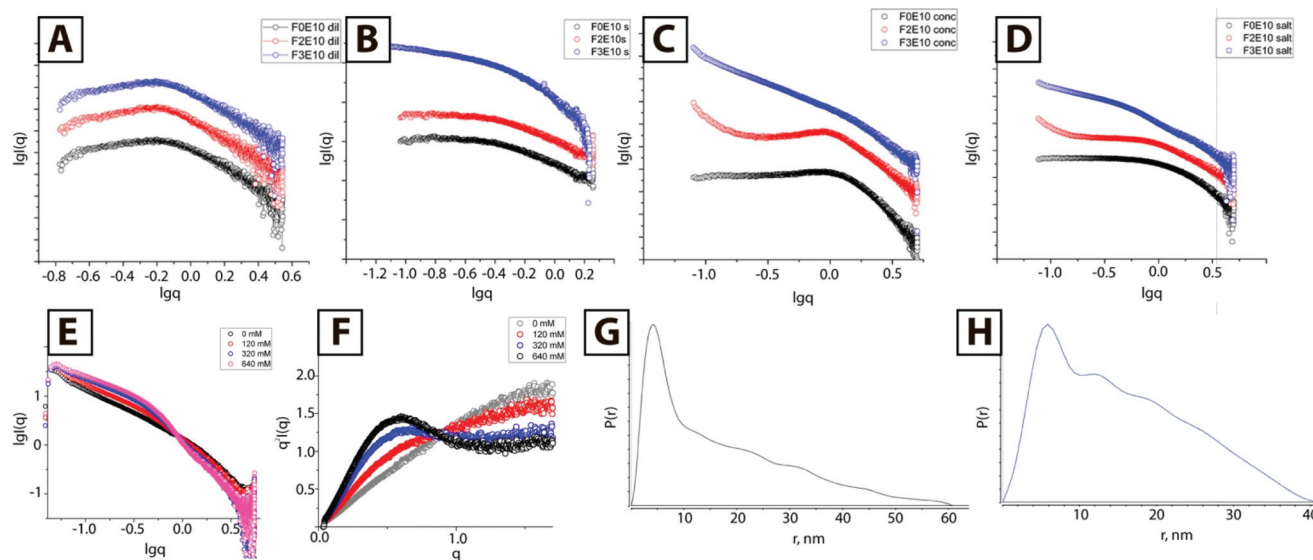 A
F0E10 dil
F2E10 dil
F3E10 dil
lgI(q)
-0.8 -0.6 -0.4 -0.2 0.0 0.2 0.4 0.6
lgq
B
F0E10 s
F2E10s
F3E10 s
lgI(q)
-1.2 -1.0 -0.8 -0.6 -0.4 -0.2 0.0 0.2
lgq
C
F0E10 conc
F2E10 conc
F3E10 conc
lgI(q)
-1.0 -0.5 0.0 0.5
lgq
D
F0E10 salt
F2E10 salt
F3E10 salt
lgI(q)
-1.0 -0.5 0.0 0.5
lgq
E
0 mM
120 mM
320 mM
640 mM
lgI(q)
1
0
-1
-1.0 -0.5 0.0 0.5
lgq
F
0 mM
120 mM
320 mM
640 mM
q²I(q)
2.0
1.5
1.0
0.5
0.0 1.0
q
G
P(r)
10 20 30 40 50 60
r, nm
H
P(r)
10 20 30 40
r, nm